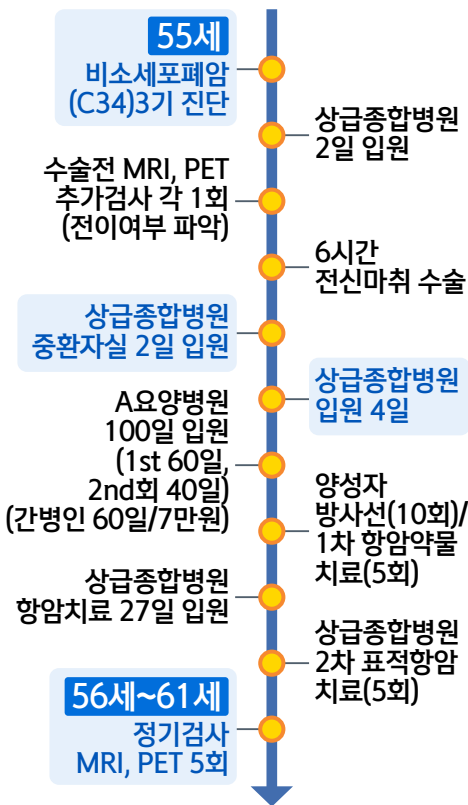 55세
비소세포폐암
(C34)3기 진단
상급종합병원
2일 입원
수술전 MRI, PET
추가검사 각 1회
(전이여부 파악)
6시간
전신마취 수술
상급종합병원
중환자실 2일 입원
상급종합병원
입원 4일
A요양병원
100일 입원
(1st 60일,
2nd회 40일)
(간병인 60일/7만원)
양성자
방사선(10회)/
1차 항암약물
치료(5회)
상급종합병원
항암치료 27일 입원
상급종합병원
2차 표적항암
치료(5회)
56세~61세
정기검사
MRI, PET 5회